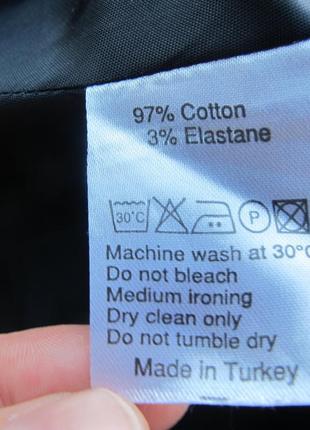 97% Cotton
3% Elastane
30°C P
Machine wash at 30°C
Do not bleach
Medium ironing
Dry clean only
Do not tumble dry
Made in Turkey